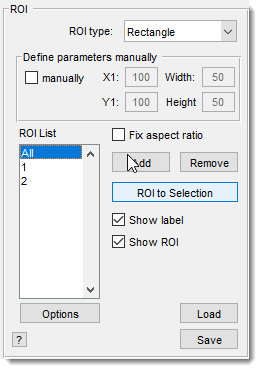 ROI
ROI type: Rectangle
Define parameters manually
manually X1: 100 Width: 50
Y1: 100 Height 50
ROI List
Fix aspect ratio
All
1
2
Add Remove
ROI to Selection
Show label
Show ROI
Options
Load
?
Save